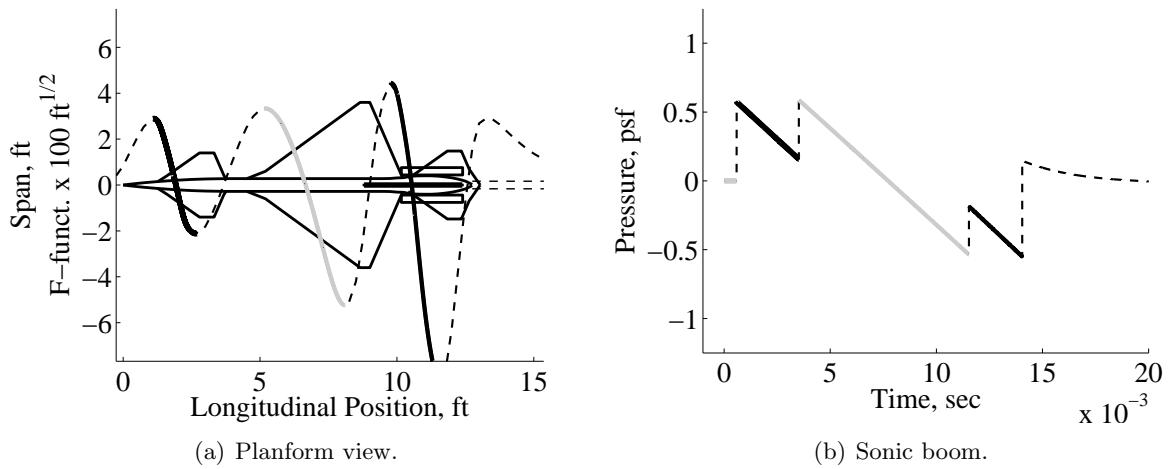 6
4
2
0
−2
−4
−6
Span, ft
F−funct. x 100 ft^{1/2}
0
5
10
15
Longitudinal Position, ft
(a) Planform view.
1
0.5
0
−0.5
−1
Pressure, psf
0
5
10
15
20
Time, sec
x 10^{−3}
(b) Sonic boom.